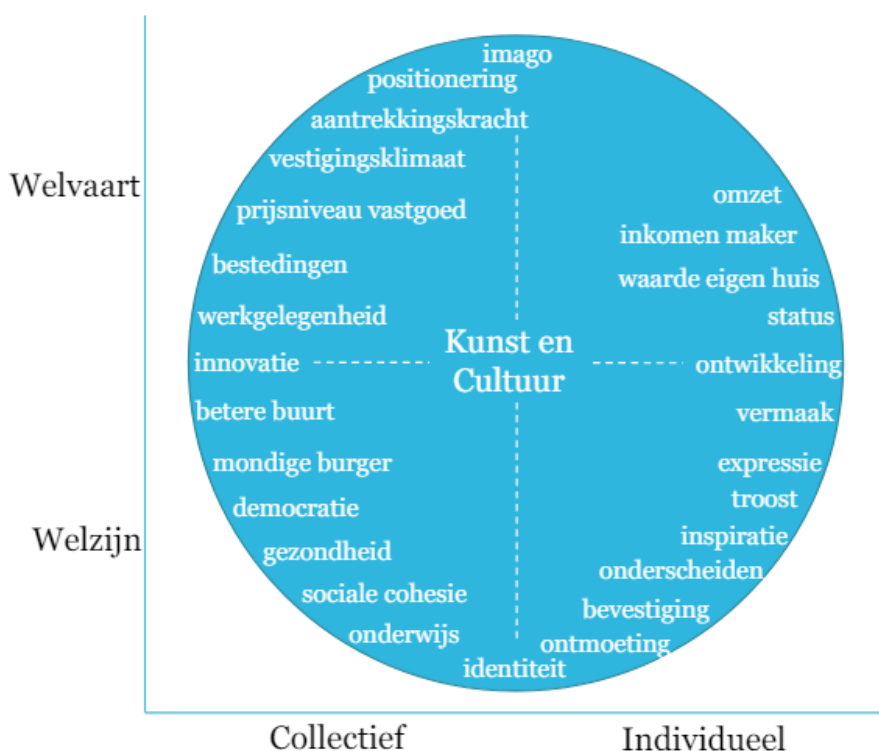 imago
positionering
aantrekkingskracht
vestigingsklimaat
Welvaart
omzet
prijsniveau vastgoed
inkomen maker
bestedingen
waarde eigen huis
werkgelegenheid
status
Kunst en
Cultuur
innovatie
ontwikkeling
betere buurt
vermaak
mondige burger
expressie
troost
democratie
Welzijn
inspiratie
gezondheid
onderscheiden
sociale cohesie
bevestiging
onderwijs
ontmoeting
identiteit
Collectief
Individueel